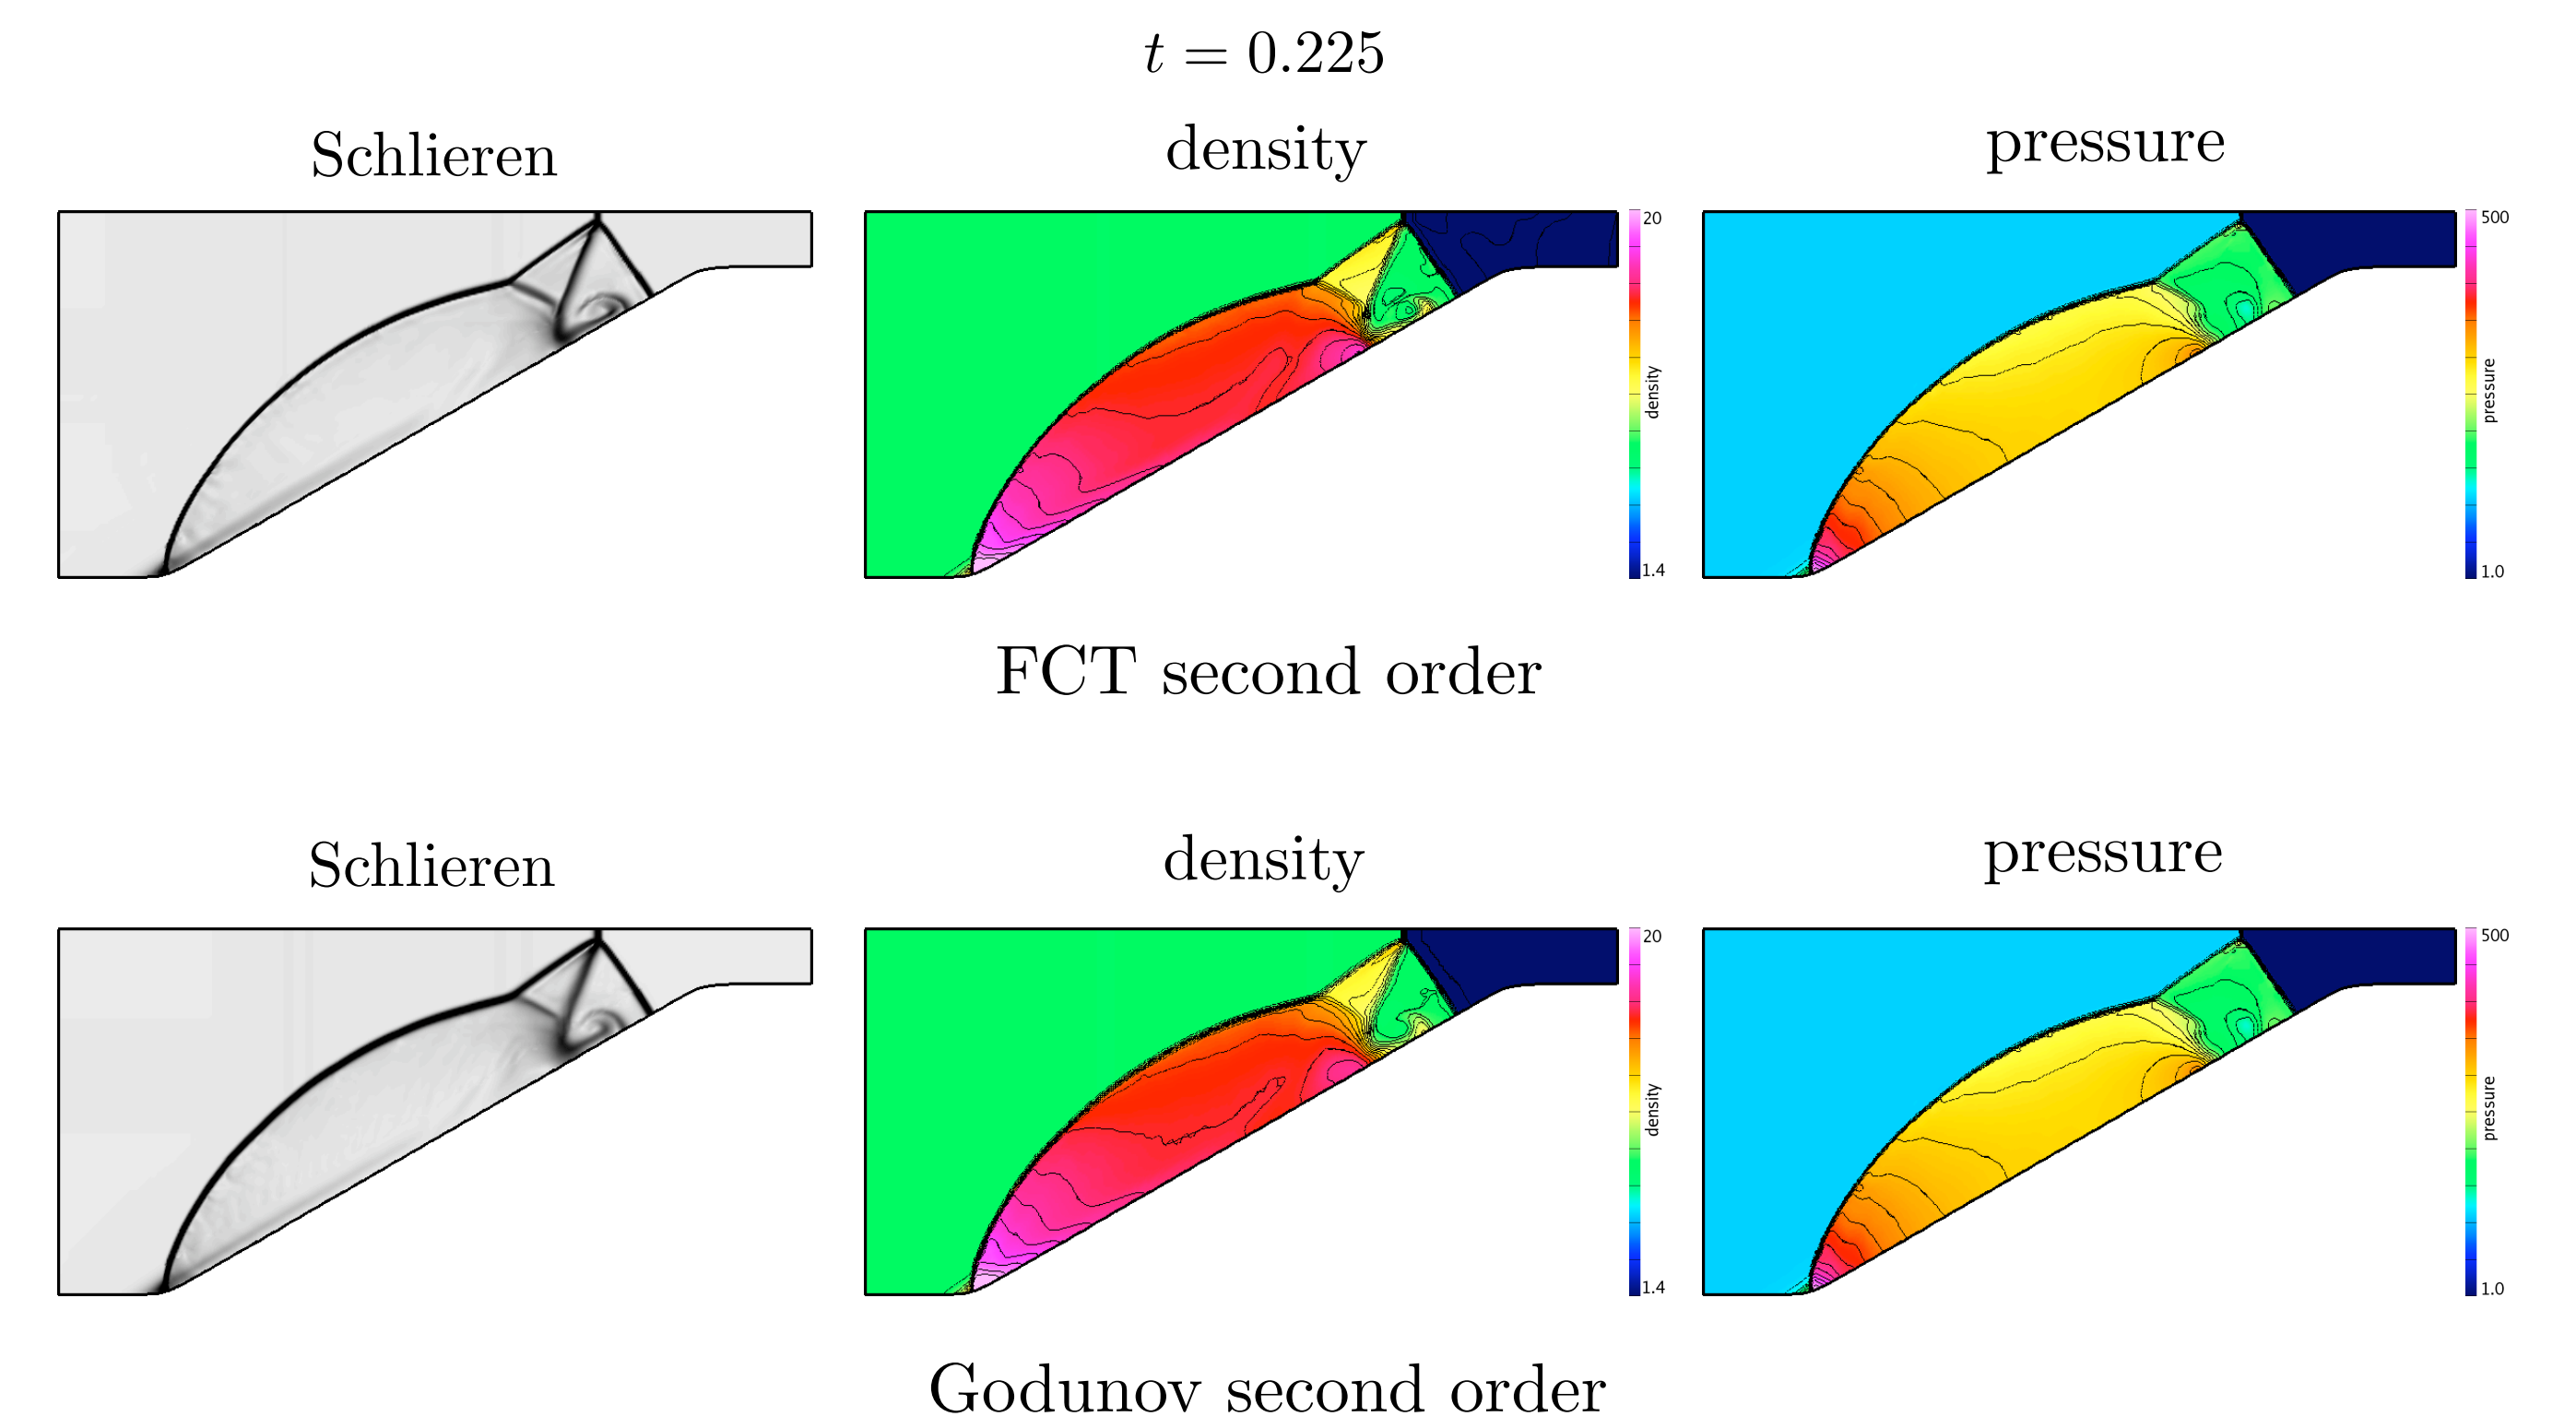 t = 0.225
Schlieren
density
pressure
20
density
1.4
500
pressure
1.0
FCT second order
Schlieren
density
pressure
20
density
1.4
500
pressure
1.0
Godunov second order